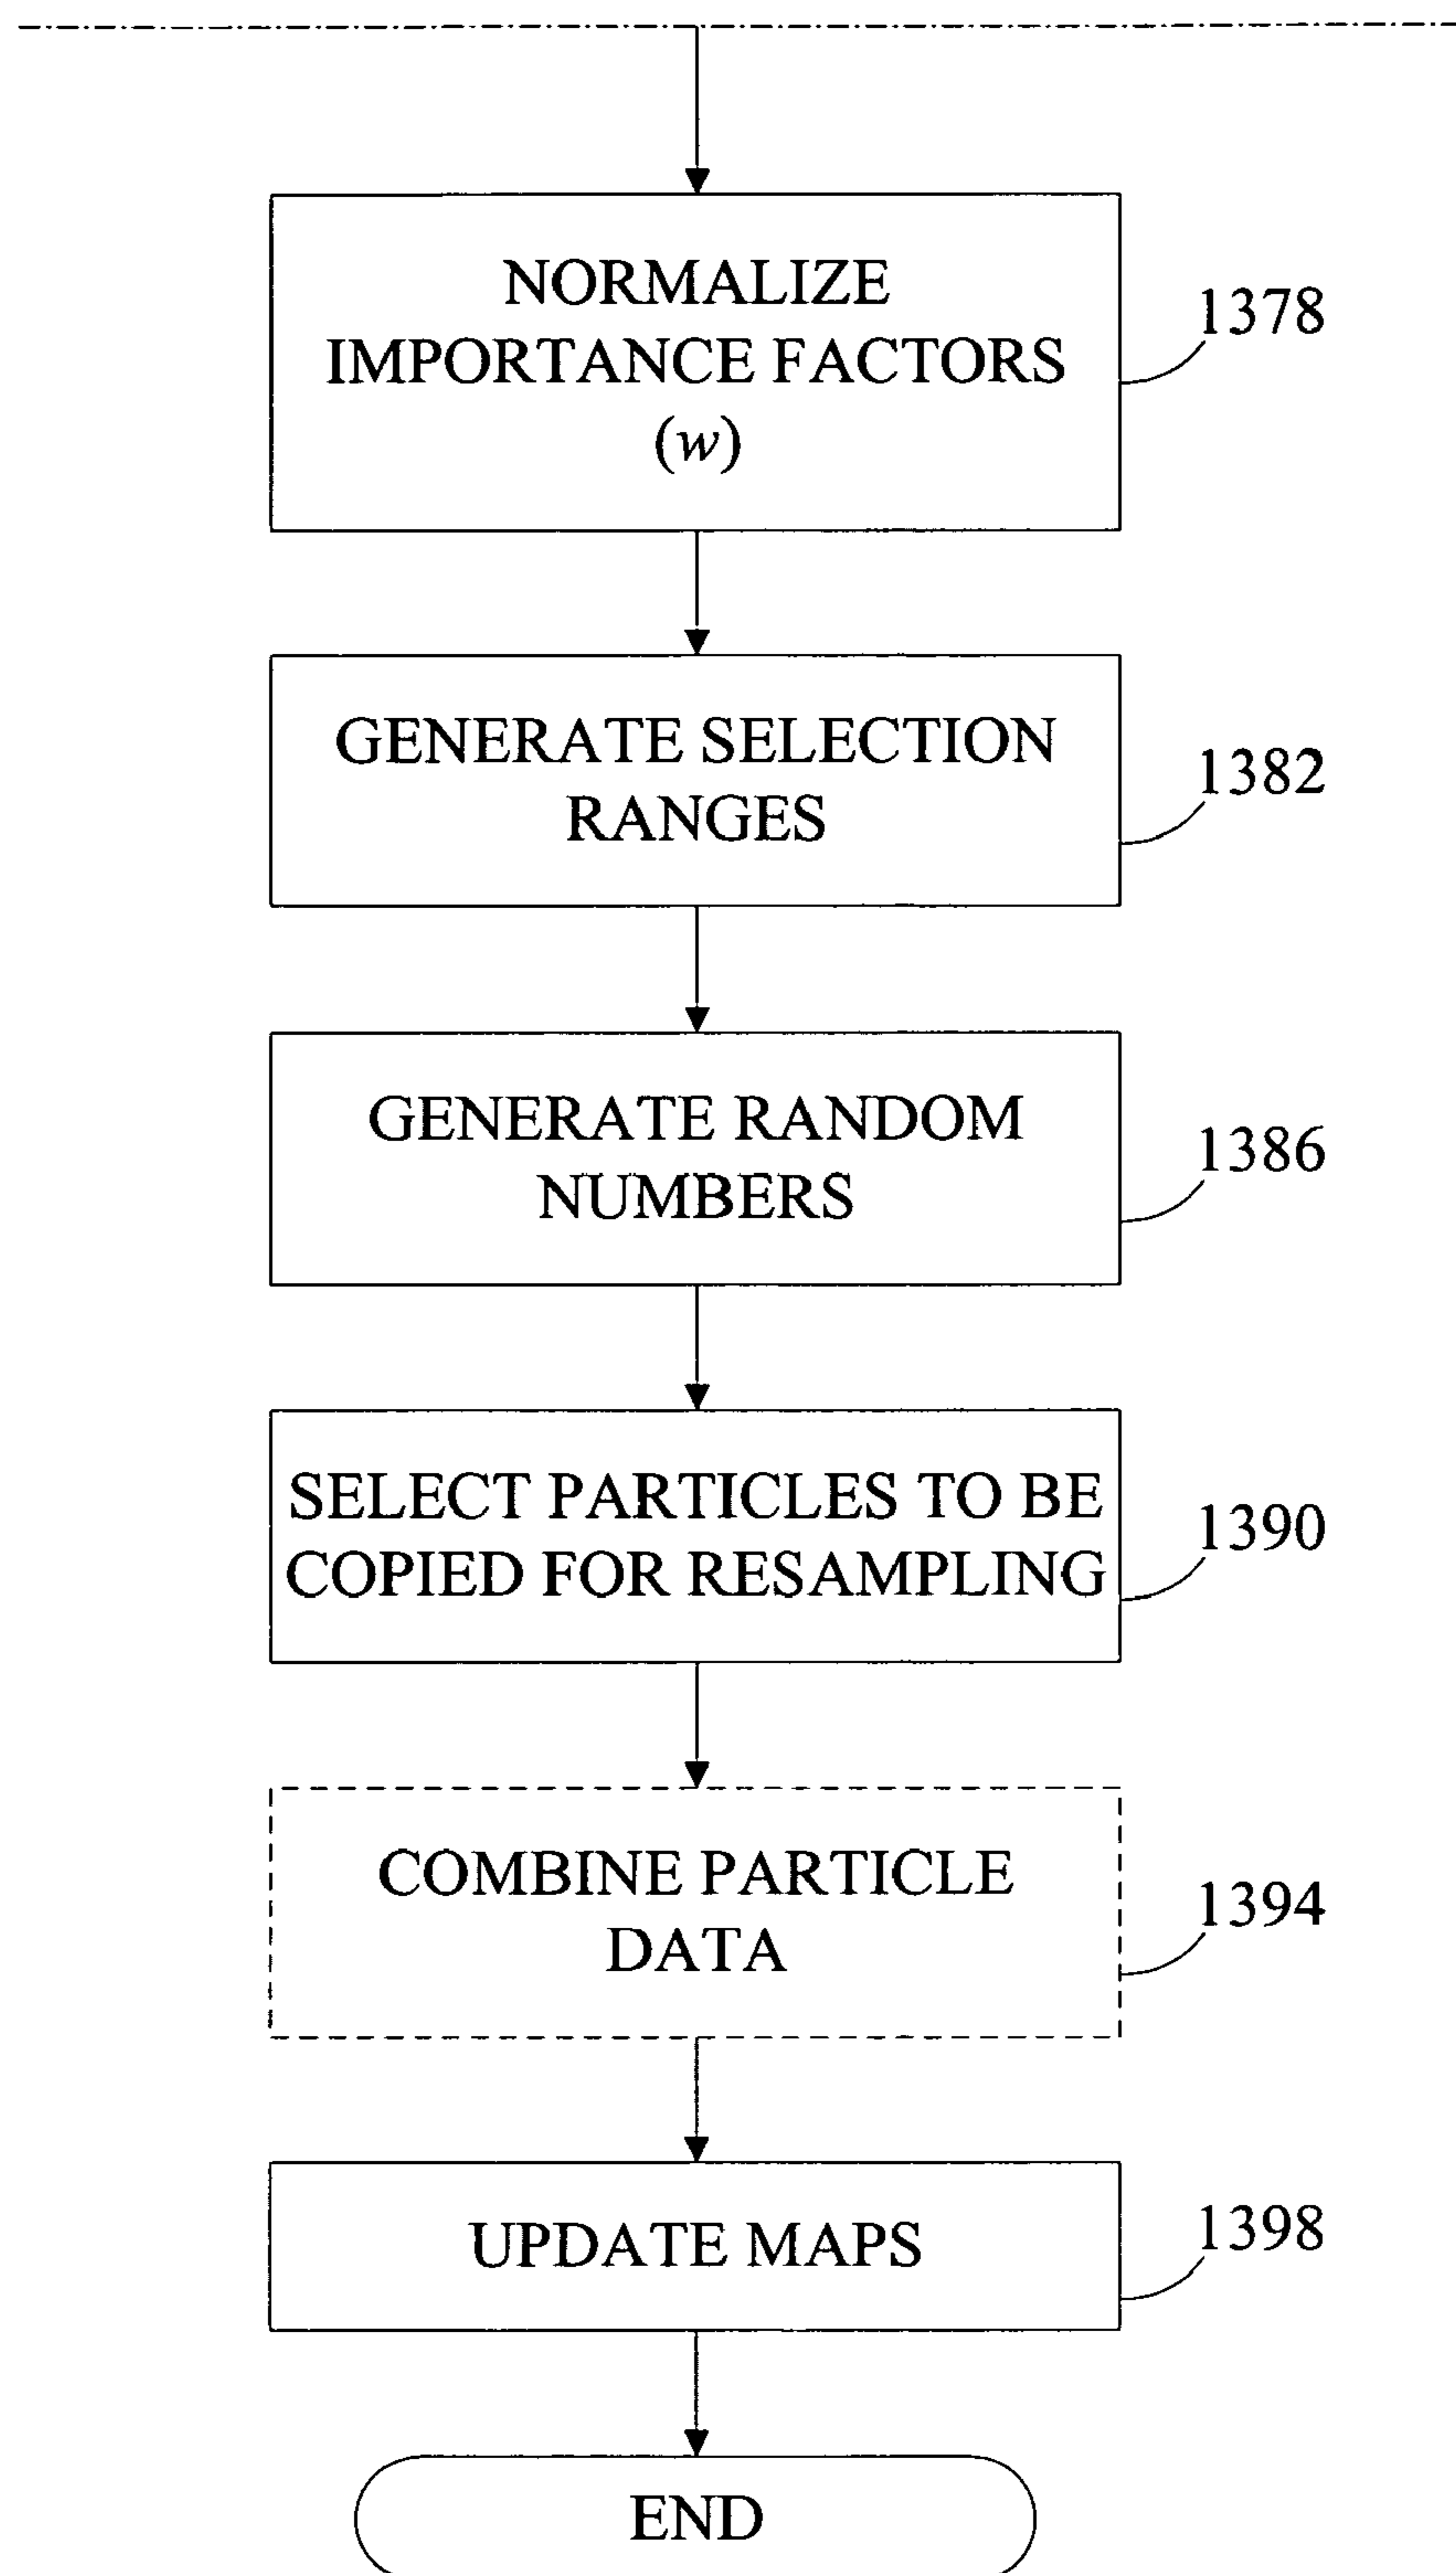 NORMALIZE
IMPORTANCE FACTORS
(w)
1378
GENERATE SELECTION
RANGES
1382
GENERATE RANDOM
NUMBERS
1386
SELECT PARTICLES TO BE
COPIED FOR RESAMPLING
1390
COMBINE PARTICLE
DATA
1394
UPDATE MAPS
1398
END